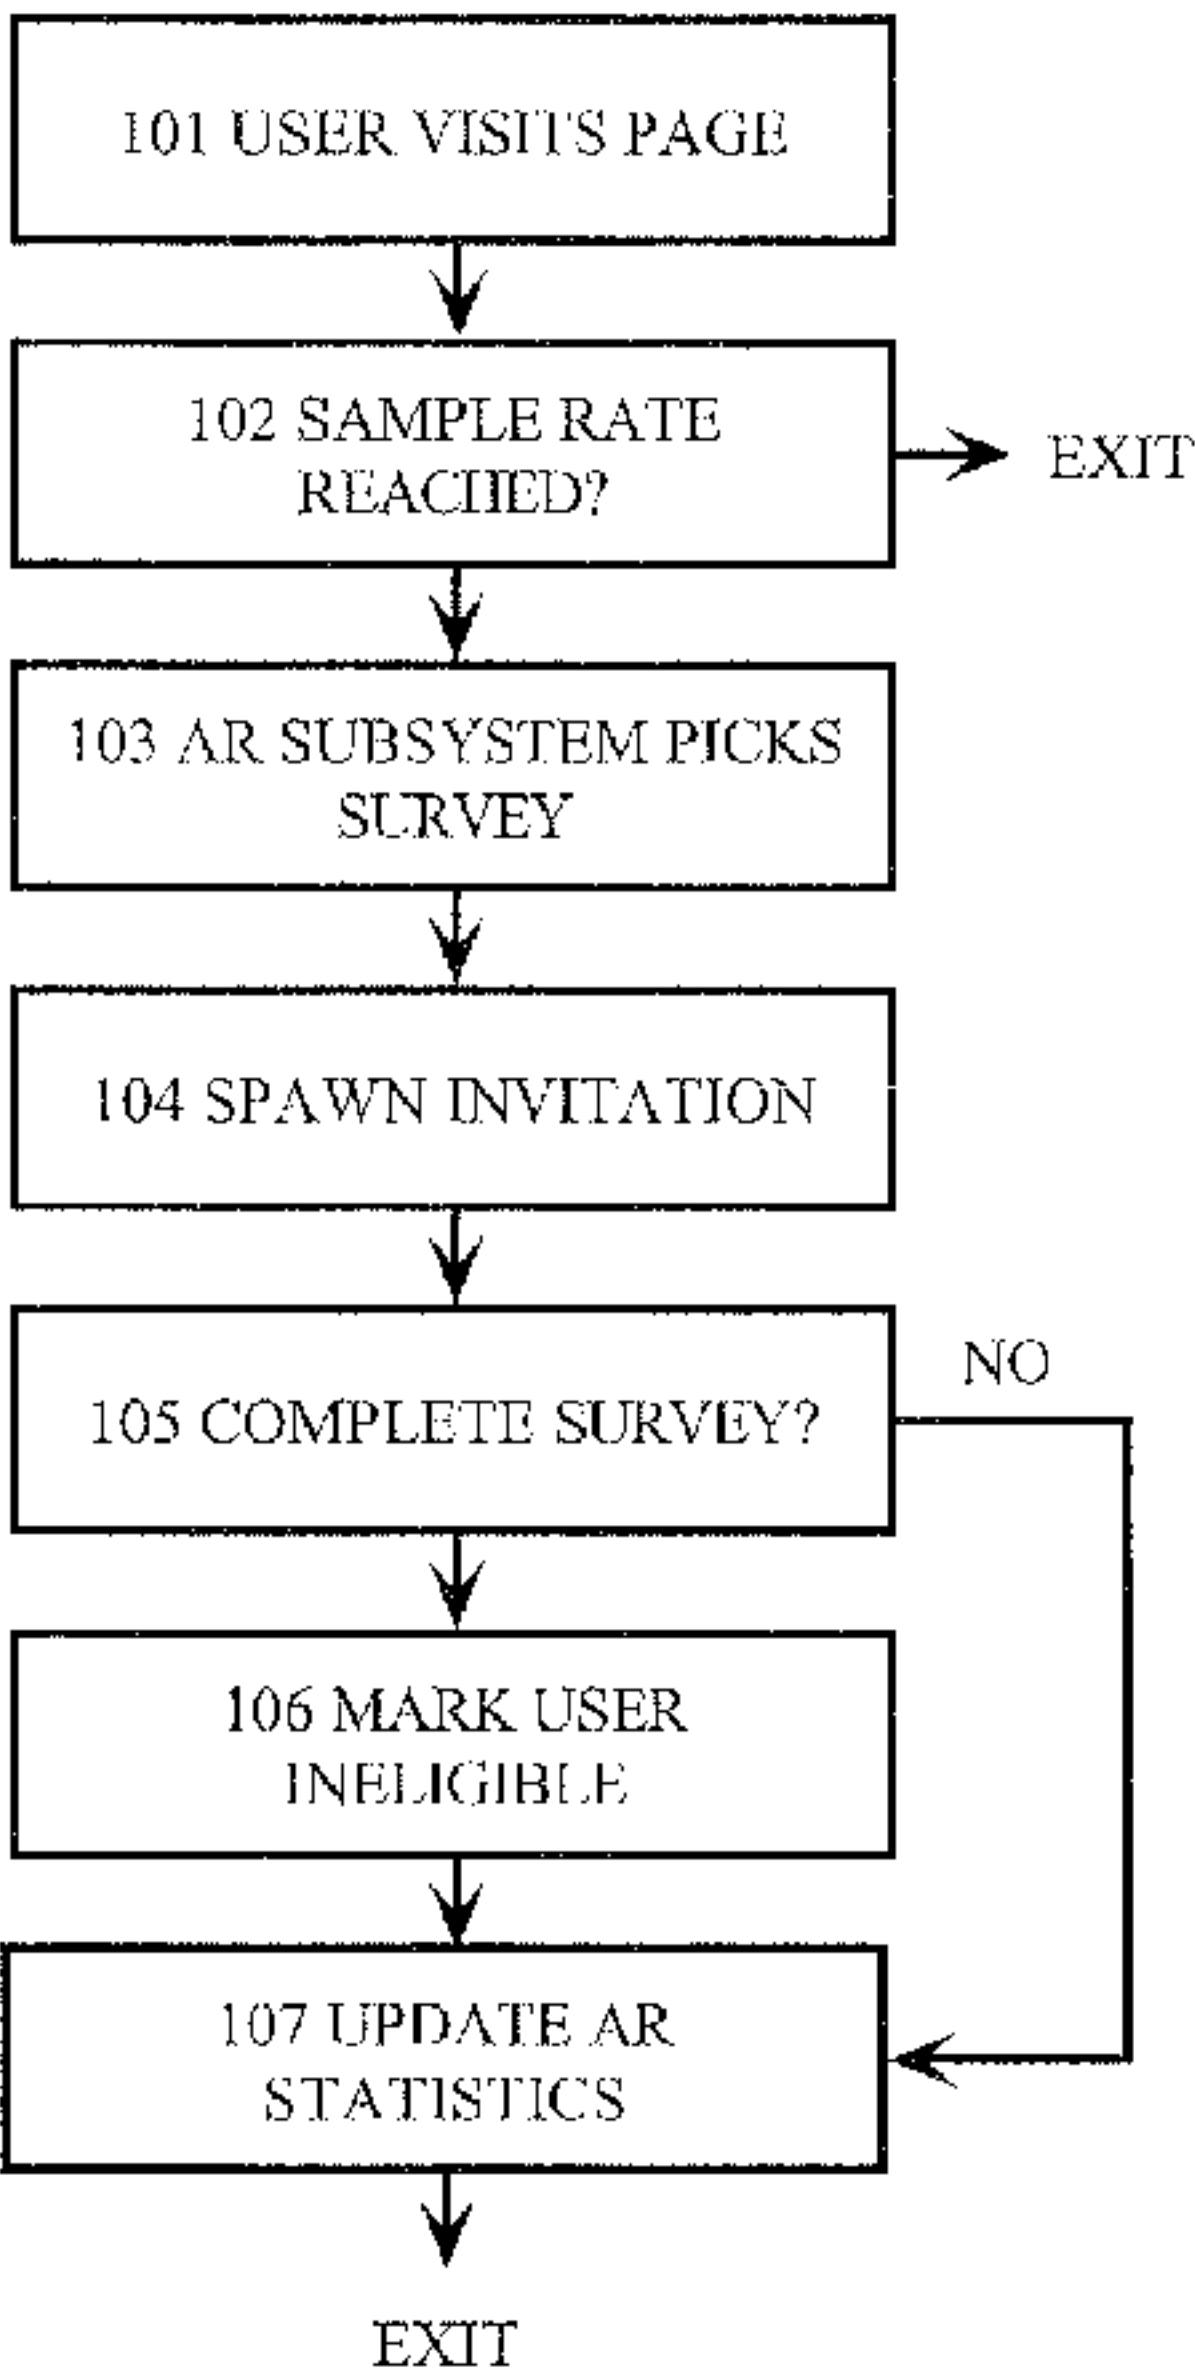 101 USER VISITS PAGE
102 SAMPLE RATE
REACHED?
EXIT
103 AR SUBSYSTEM PICKS
SURVEY
104 SPAWN INVITATION
NO
105 COMPLETE SURVEY?
106 MARK USER
INELIGIBLE
107 UPDATE AR
STATISTICS
EXIT